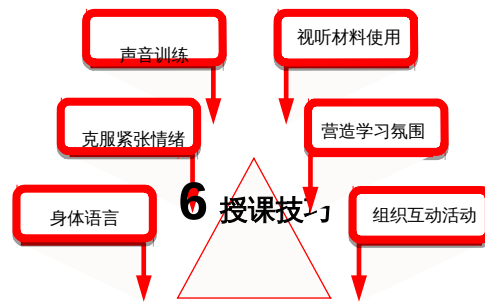 声音训练
视听材料使用
克服紧张情绪
营造学习氛围
6 授课技巧
身体语言
组织互动活动